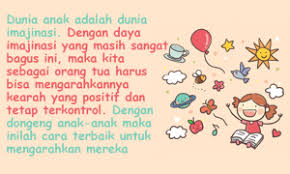 Dunia anak adalah dunia
imajinasi. Dengan daya
imajinasi yang masih sangat
bagus ini, maka kita
sebagai orang tua harus
bisa mengarahkannya
kearah yang positif dan
tetap terkontrol. Dengan
dongeng anak-anak maka
inilah cara terbaik untuk
mengarahkan mereka